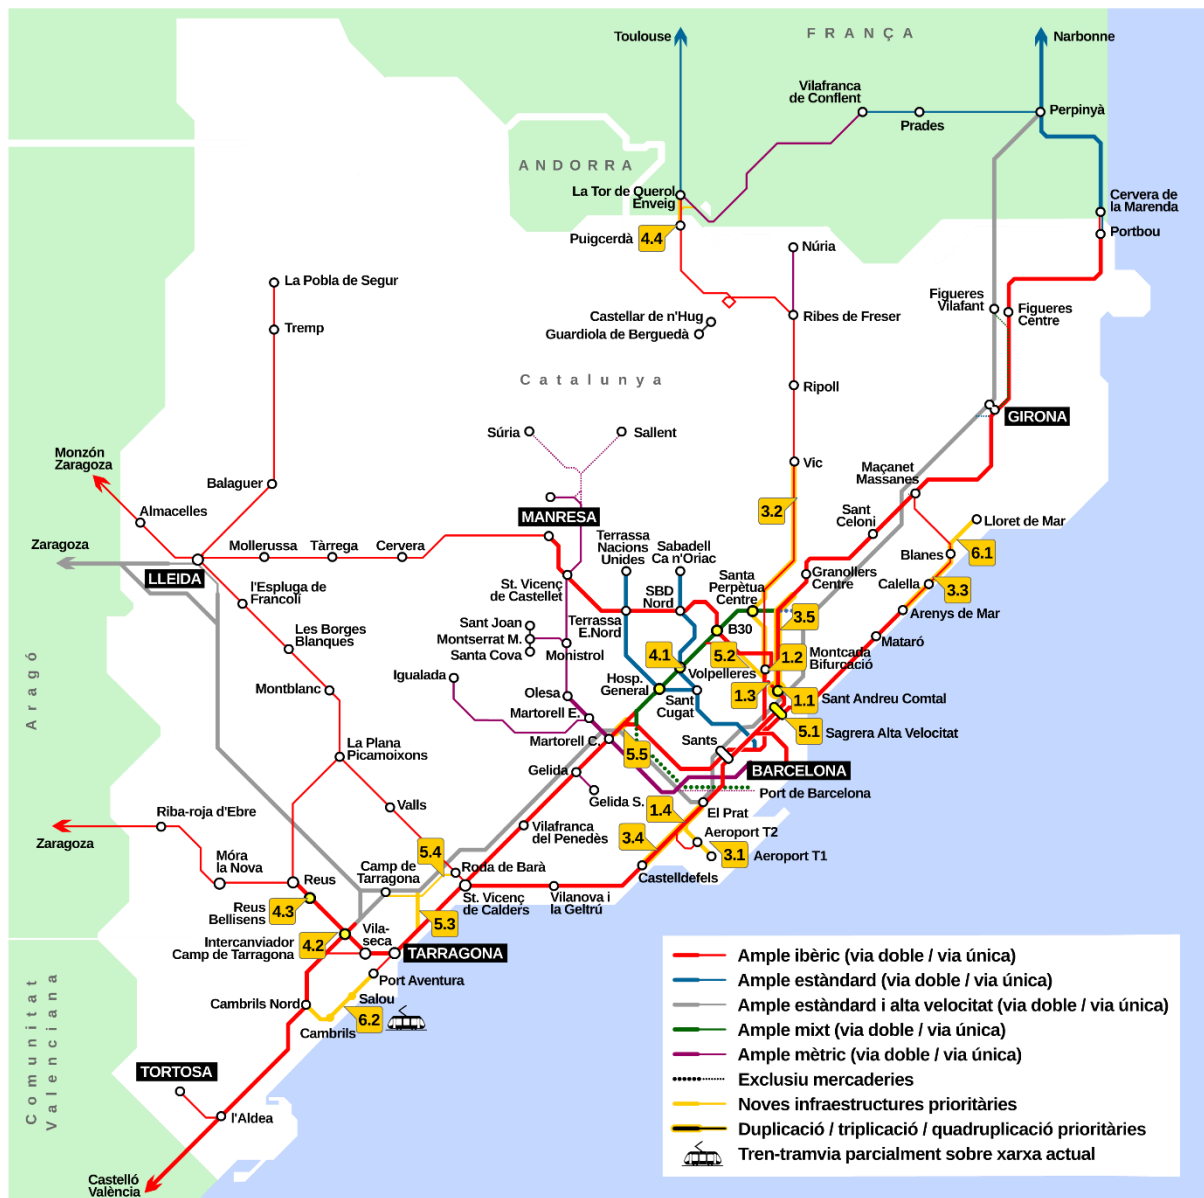 FRANÇA
Toulouse
Narbonne
Vilafranca
de Conflent
Prades
Perpinyà
ANDORRA
La Tor de Querol
Enveig
Cervera de
la Marenda
Puigcerdà
4.4
Portbou
Núria
La Pobla de Segur
Tremp
Castellar de n'Hug
Guardiola de Berguedà
Ribes de Freser
Figueres
Vilafant
Figueres
Centre
Catalunya
Ripoll
GIRONA
Súria
Sallent
Monzón
Zaragoza
Vic
Maçanet
Massanes
Balaguer
Almacelles
MANRESA
3.2
Sant
Celoni
Lloret de Mar
Zaragoza
Mollerussa
Tàrrega
Cervera
Terrassa
Nacions
Unides
Sabadell
Ca n'Oriac
Blanes
6.1
LLEIDA
l'Espluga de
Francolí
St. Vicenç
de Castellet
SBD
Nord
Santa
Perpètua
Centre
Granollers
Centre
Calella
3.3
Arenys de Mar
Les Borges
Blanques
Sant Joan
Montserrat M.
Santa Cova
Monistrol
Terrassa
E.Nord
B30
3.5
Mataró
Aragó
Igualada
4.1
5.2
1.2
Montcada
Bifurcació
Volpelleres
Montblanc
Olesa
Hosp.
General
Sant
Cugat
1.3
1.1
Sant Andreu Comtal
Martorell E.
5.1
Sagrera Alta Velocitat
La Plana
Picamoixons
Martorell C.
5.5
Sants
BARCELONA
Gelida
Gelida S.
Port de Barcelona
Riba-roja d'Ebre
Valls
1.4
El Prat
Zaragoza
Vilafranca
del Penedès
3.4
Aeroport T2
3.1
Aeroport T1
Móra
la Nova
Reus
Camp de
Tarragona
5.4
Roda de Barà
Castelldefels
St. Vicenç
de Calders
Vilanova i
la Geltrú
Reus
Bellisens
4.3
5.3
Intercanviador
Camp de Tarragona
4.2
Vila-
seca
TARRAGONA
Port Aventura
Comunitat
Valenciana
Cambrils Nord
Salou
6.2
Cambrils
TORTOSA
l'Aldea
Castelló
València
Ample ibèric (via doble / via única)
Ample estàndard (via doble / via única)
Ample estàndard i alta velocitat (via doble / via única)
Ample mixt (via doble / via única)
Ample mètric (via doble / via única)
Exclusiu mercaderies
Noves infraestructures prioritàries
Duplicació / triplicació / quadruplicació prioritàries
Tren-tramvia parcialment sobre xarxa actual